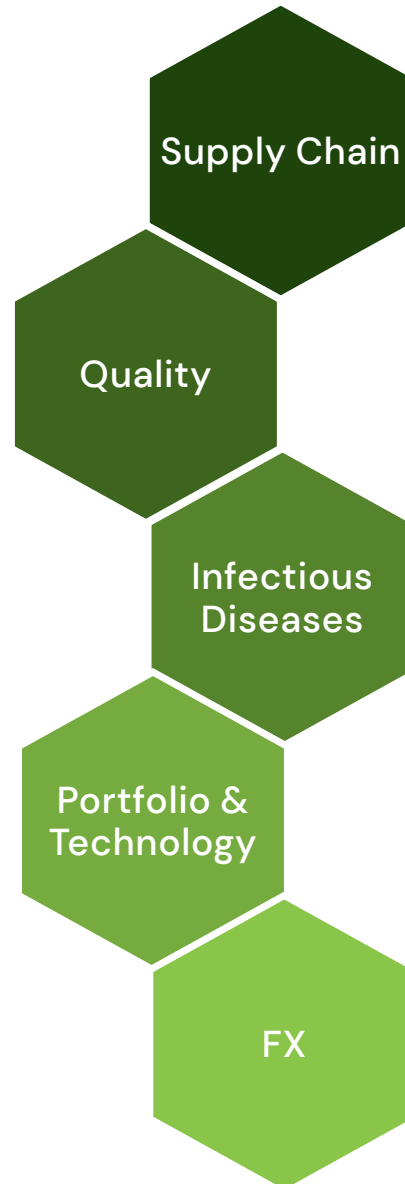 Supply Chain
Quality
Infectious
Diseases
Portfolio &
Technology
FX